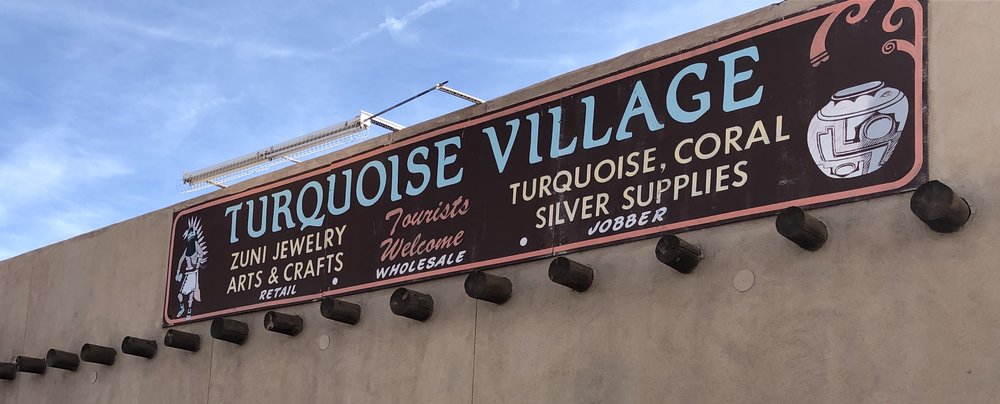 TURQUOISE VILLAGE
ZUNI JEWELRY
ARTS & CRAFTS
RETAIL
Tourists
Welcome
WHOLESALE
TURQUOISE, CORAL
SILVER SUPPLIES
JOBBER